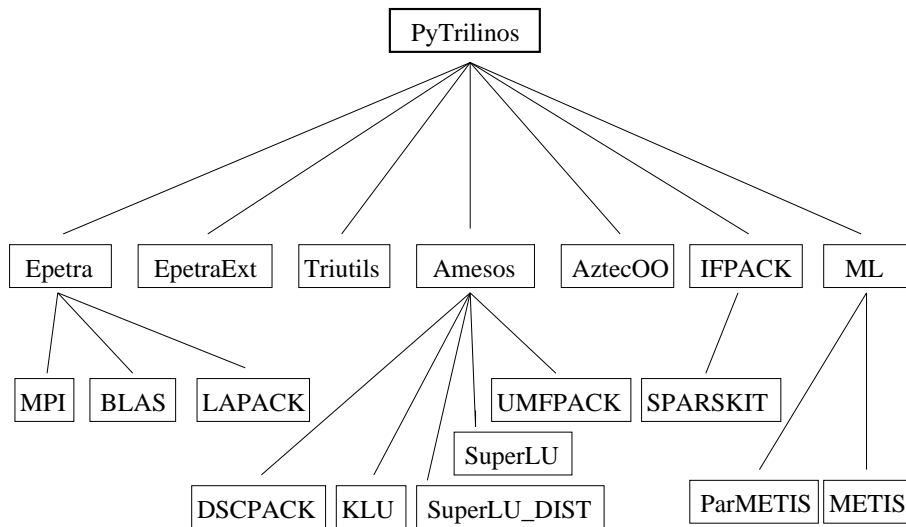 PyTrilinos
Epetra EpetraExt Triutils Amesos AztecOO IFPACK ML
MPI BLAS LAPACK UMFPACK SPARSKIT
SuperLU
DSCPACK KLU SuperLU_DIST ParMETIS METIS